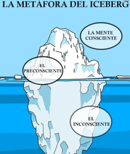 LA METÁFORA DEL ICEBERG
LA MENTE
CONSCIENTE
EL
PRECONSCIENTE
EL
INCONSCIENTE